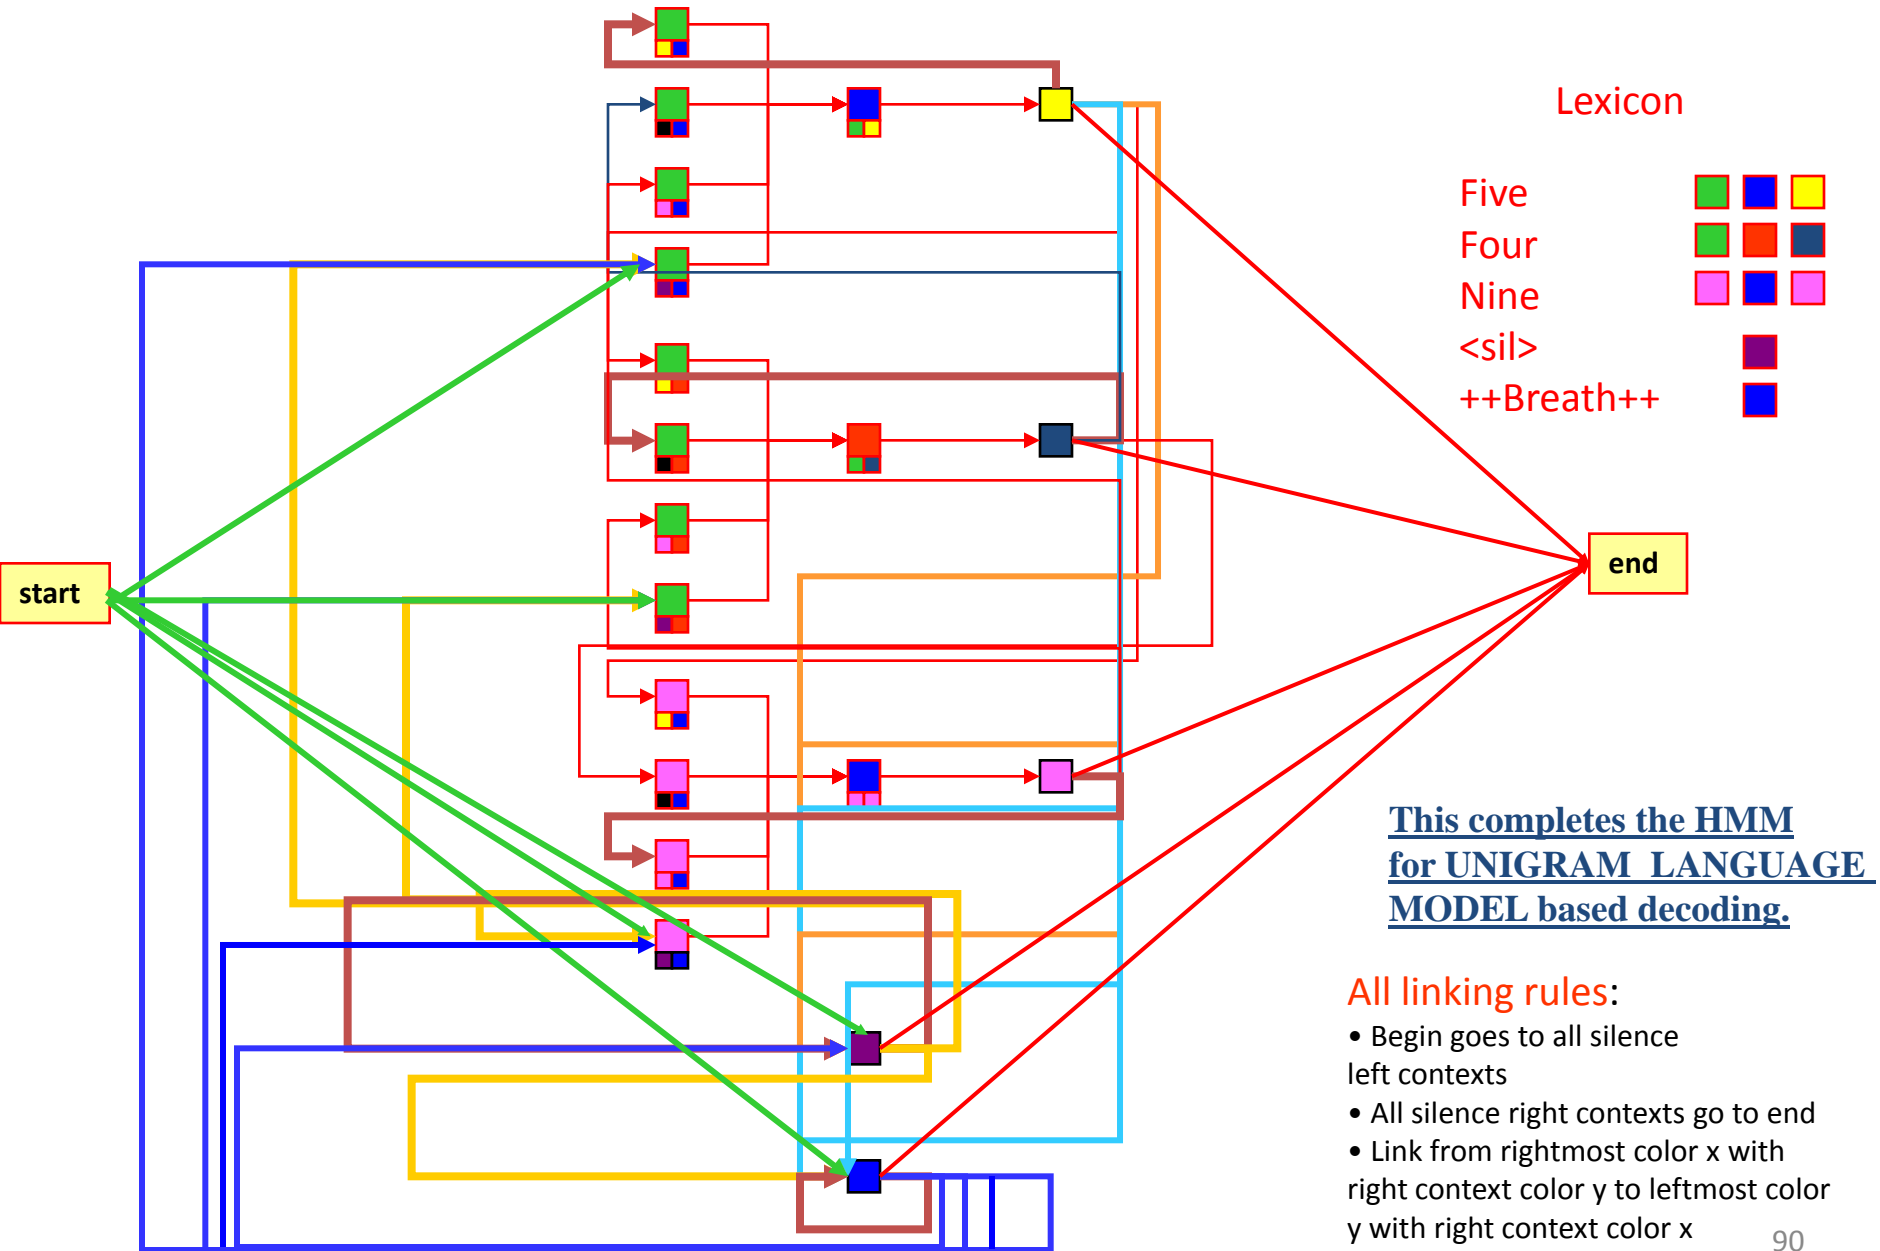 Lexicon
Five
Four
Nine
<sil>
++Breath++
start
end
This completes the HMM
for UNIGRAM LANGUAGE
MODEL based decoding.
All linking rules:
• Begin goes to all silence
left contexts
• All silence right contexts go to end
• Link from rightmost color x with
right context color y to leftmost color
y with right context color x
90